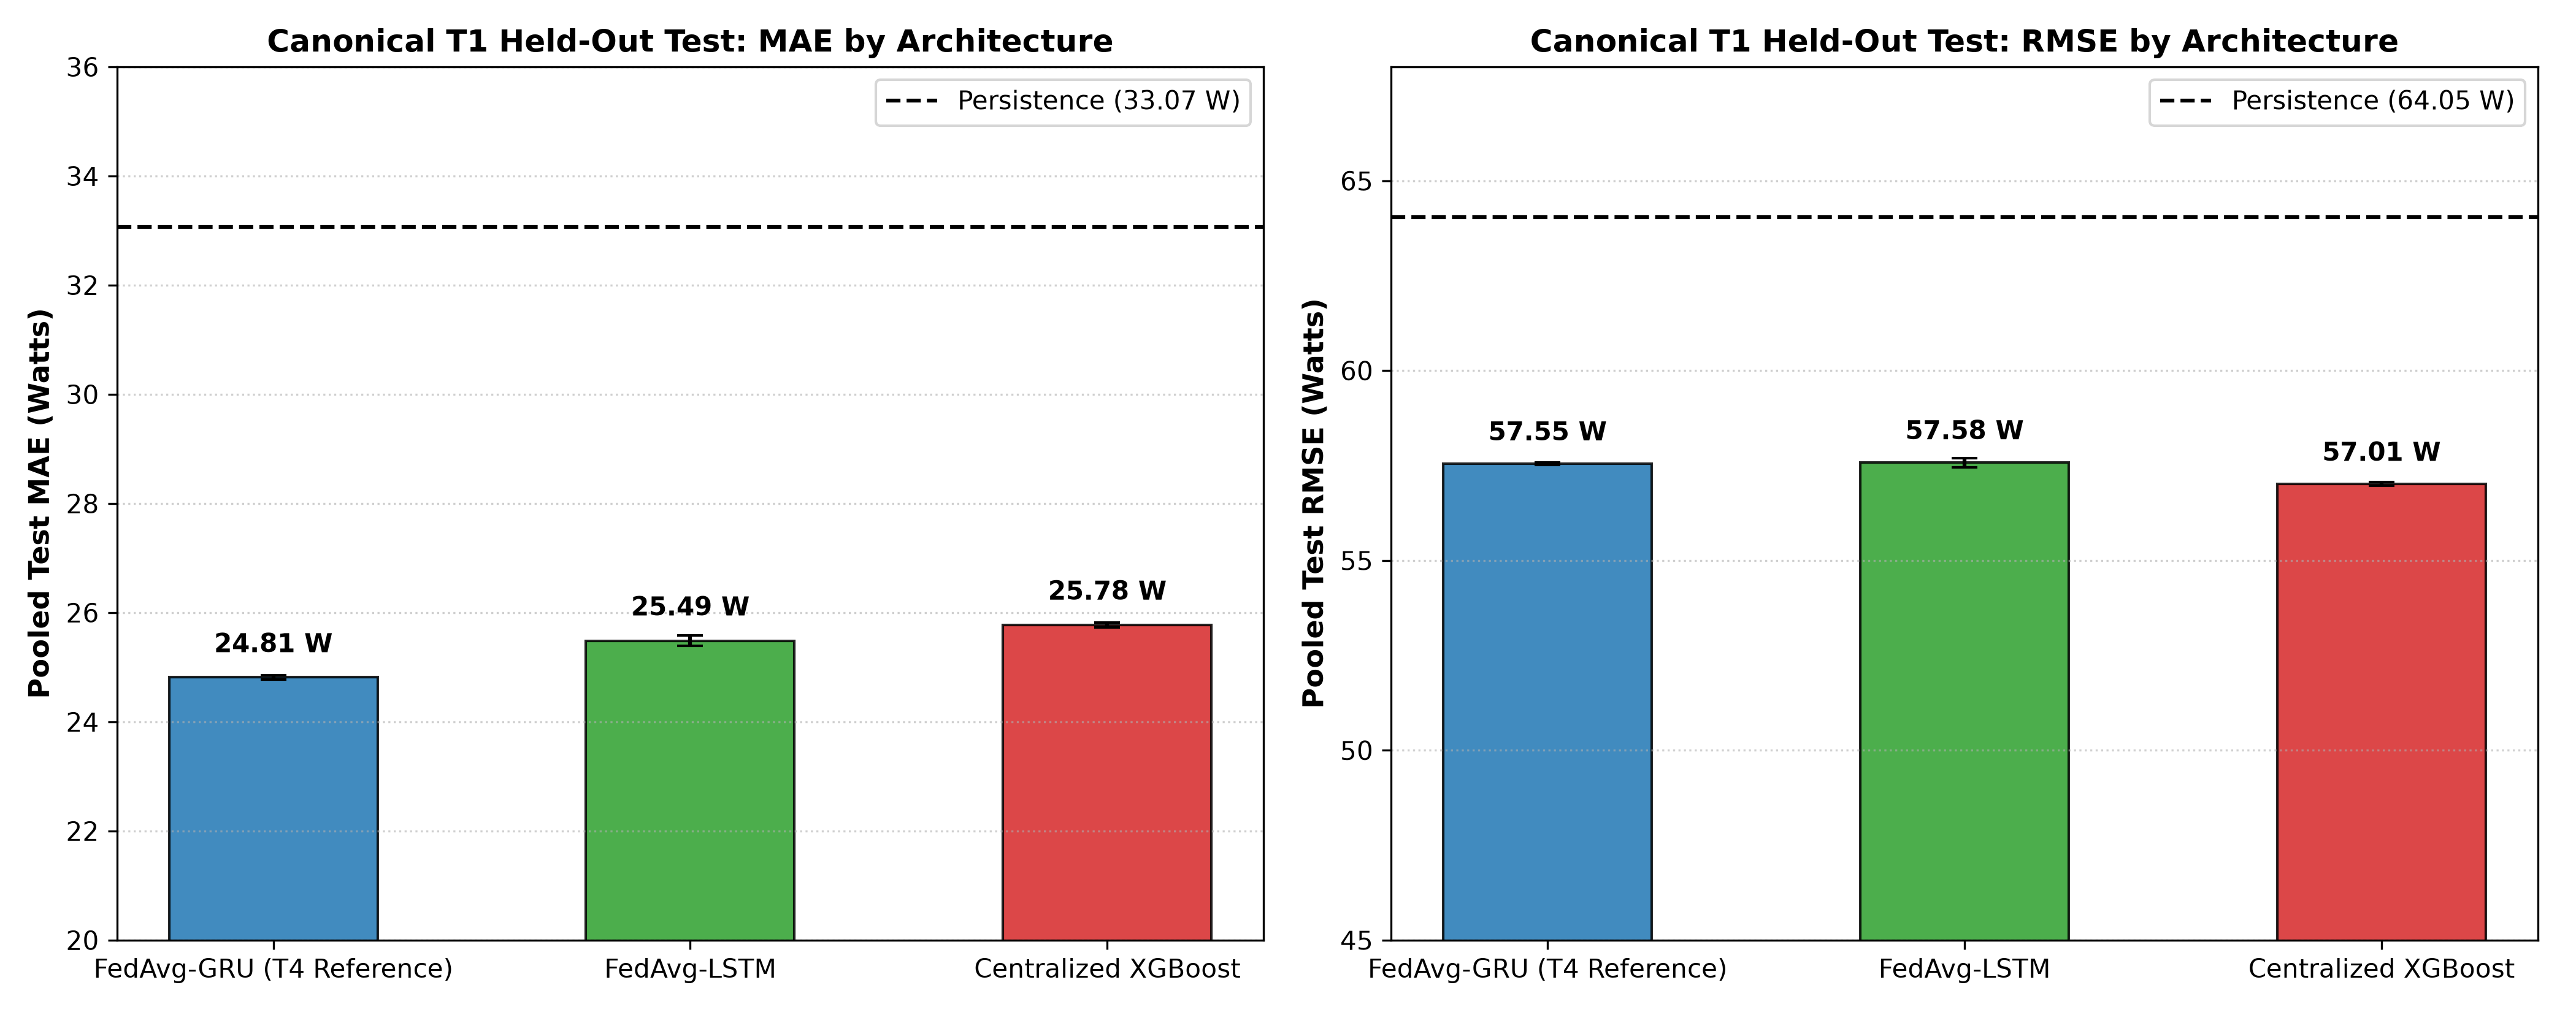 Canonical T1 Held-Out Test: MAE by Architecture
Persistence (33.07 W)
Pooled Test MAE (Watts)
36
34
32
30
28
26
24
22
20
24.81 W
25.49 W
25.78 W
FedAvg-GRU (T4 Reference)
FedAvg-LSTM
Centralized XGBoost
Canonical T1 Held-Out Test: RMSE by Architecture
Persistence (64.05 W)
Pooled Test RMSE (Watts)
65
60
55
50
45
57.55 W
57.58 W
57.01 W
FedAvg-GRU (T4 Reference)
FedAvg-LSTM
Centralized XGBoost